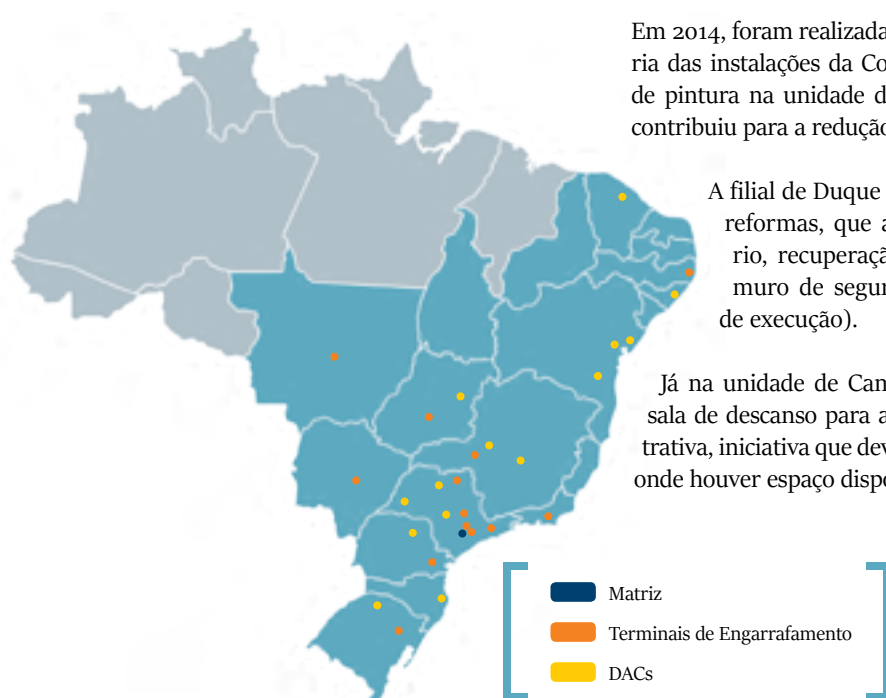 Em 2014, foram realizada
ria das instalações da Co
de pintura na unidade d
contribuiu para a redução
A filial de Duque
reformas, que a
rio, recuperaçã
muro de segur
de execução).
Já na unidade de Cam
sala de descanso para a
trativa, iniciativa que dev
onde houver espaço dispo
Matriz
Terminais de Engarrafamento
DACs